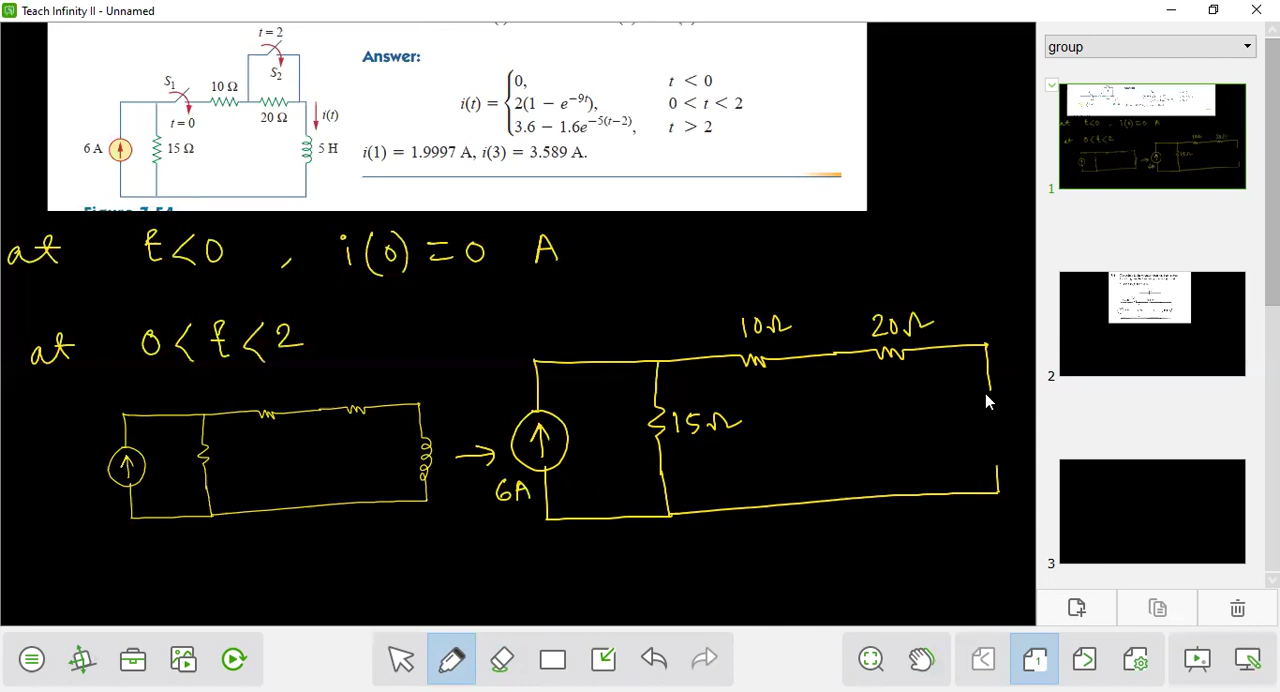 Teach Infinity II - Unnamed
t = 2
S2
S1
10 Ω
t=0
20 Ω
i(t)
6 A
15 Ω
5 H
Answer:
i(t) = { 0, t < 0
2(1 − e^−9t), 0 < t < 2
3.6 − 1.6e^−5(t−2), t > 2
i(1) = 1.9997 A, i(3) = 3.589 A.
at t<0 , i(0) = 0 A
at 0 < t < 2
10Ω
20Ω
15Ω
6A
group
1
2
3
1